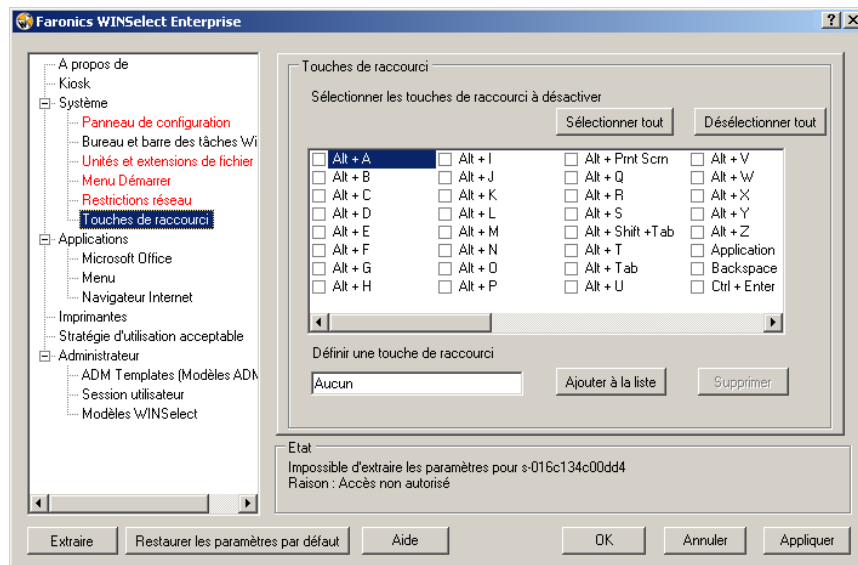 Faronics WINSelect Enterprise
A propos de
Kiosk
Système
Panneau de configuration
Bureau et barre des tâches Wi
Unités et extensions de fichier
Menu Démarrer
Restrictions réseau
Touches de raccourci
Applications
Microsoft Office
Menu
Navigateur Internet
Imprimantes
Stratégie d'utilisation acceptable
Administrateur
ADM Templates (Modèles ADM
Session utilisateur
Modèles WINSelect
Touches de raccourci
Sélectionner les touches de raccourci à désactiver
Sélectionner tout
Désélectionner tout
Alt + A
Alt + B
Alt + C
Alt + D
Alt + E
Alt + F
Alt + G
Alt + H
Alt + I
Alt + J
Alt + K
Alt + L
Alt + M
Alt + N
Alt + O
Alt + P
Alt + Prnt Scrn
Alt + Q
Alt + R
Alt + S
Alt + Shift +Tab
Alt + T
Alt + Tab
Alt + U
Alt + V
Alt + W
Alt + X
Alt + Y
Alt + Z
Application
Backspace
Ctrl + Enter
Définir une touche de raccourci
Aucun
Ajouter à la liste
Supprimer
Etat
Impossible d'extraire les paramètres pour s-016c134c00dd4
Raison : Accès non autorisé
Extraire
Restaurer les paramètres par défaut
Aide
OK
Annuler
Appliquer